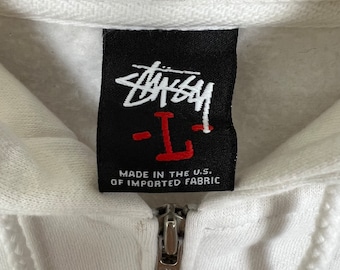 STÜSSY
-L-
MADE IN THE U.S.
OF IMPORTED FABRIC